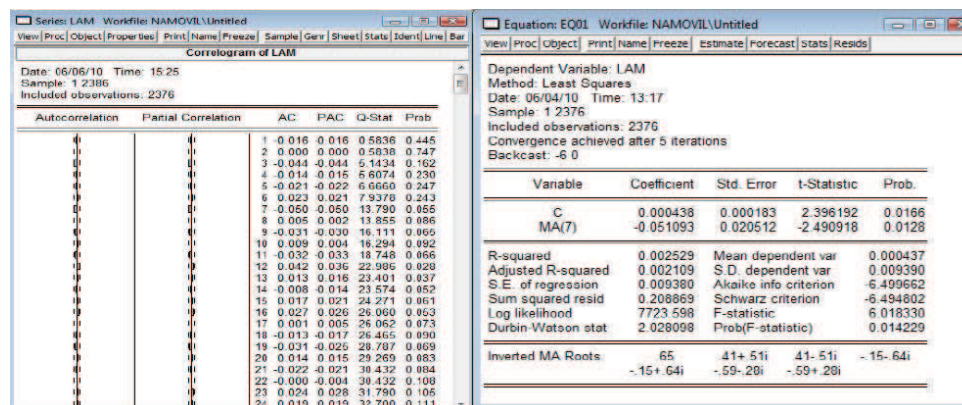 Series: LAM Workfile: NAMOVIL\Untitled
View Proc Object Properties Print Name Freeze Sample Genr Sheet Stats Ident Line Bar
Correlogram of LAM
Date: 06/06/10 Time: 15:25
Sample: 1 2386
Included observations: 2376
Autocorrelation Partial Correlation AC PAC Q-Stat Prob
1 -0.016 -0.016 0.5836 0.445
2 0.000 0.000 0.5838 0.747
3 -0.044 -0.044 5.1434 0.162
4 -0.014 -0.015 5.6074 0.230
5 -0.021 -0.022 6.6660 0.247
6 0.023 0.021 7.9378 0.243
7 -0.050 -0.050 13.790 0.055
8 0.005 0.002 13.855 0.086
9 -0.031 -0.030 16.111 0.065
10 0.009 0.004 16.294 0.092
11 -0.032 -0.033 18.748 0.066
12 0.042 0.036 22.986 0.028
13 0.013 0.016 23.401 0.037
14 -0.008 -0.014 23.574 0.052
15 0.017 0.021 24.271 0.061
16 0.027 0.026 26.060 0.053
17 0.001 0.005 26.062 0.073
18 -0.013 -0.017 26.465 0.090
19 -0.031 -0.025 28.787 0.069
20 0.014 0.015 29.269 0.083
21 -0.022 -0.021 30.432 0.084
22 -0.000 -0.004 30.432 0.108
23 0.024 0.028 31.790 0.105
24 0.019 0.019 32.700 0.111
Equation: EQ01 Workfile: NAMOVIL\Untitled
View Proc Object Print Name Freeze Estimate Forecast Stats Resids
Dependent Variable: LAM
Method: Least Squares
Date: 06/04/10 Time: 13:17
Sample: 1 2376
Included observations: 2376
Convergence achieved after 5 iterations
Backcast: -6 0
Variable Coefficient Std. Error t-Statistic Prob.
C 0.000438 0.000183 2.396192 0.0166
MA(7) -0.051093 0.020512 -2.490918 0.0128
R-squared 0.002529 Mean dependent var 0.000437
Adjusted R-squared 0.002109 S.D. dependent var 0.009390
S.E. of regression 0.009380 Akaike info criterion -6.499662
Sum squared resid 0.208869 Schwarz criterion -6.494802
Log likelihood 7723.598 F-statistic 6.018330
Durbin-Watson stat 2.028098 Prob(F-statistic) 0.014229
Inverted MA Roots .65 .41+.51i .41-.51i -.15-.64i
-.15+.64i -.59-.28i -.59+.28i